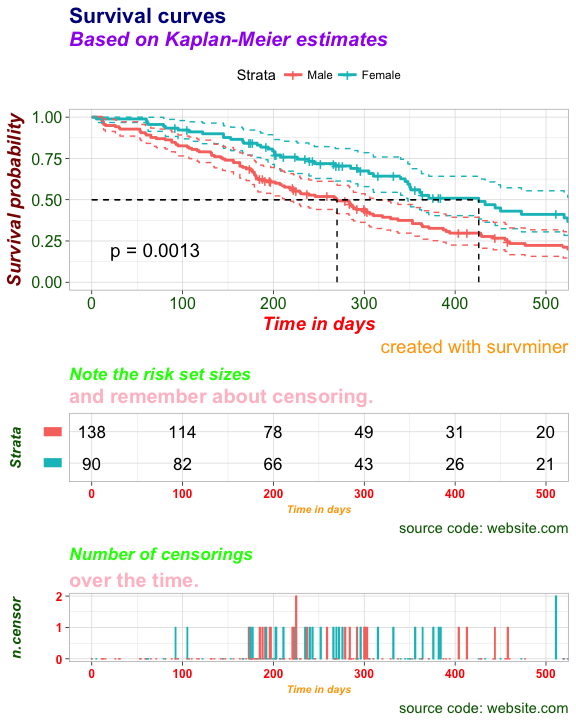 Survival curves
Based on Kaplan-Meier estimates
Strata Male Female
Survival probability
1.00
0.75
0.50
0.25
0.00
p = 0.0013
0 100 200 300 400 500
Time in days
created with survminer
Note the risk set sizes
and remember about censoring.
Strata
138 114 78 49 31 20
90 82 66 43 26 21
0 100 200 300 400 500
Time in days
source code: website.com
Number of censorings
over the time.
n.censor
2
1
0
0 100 200 300 400 500
Time in days
source code: website.com